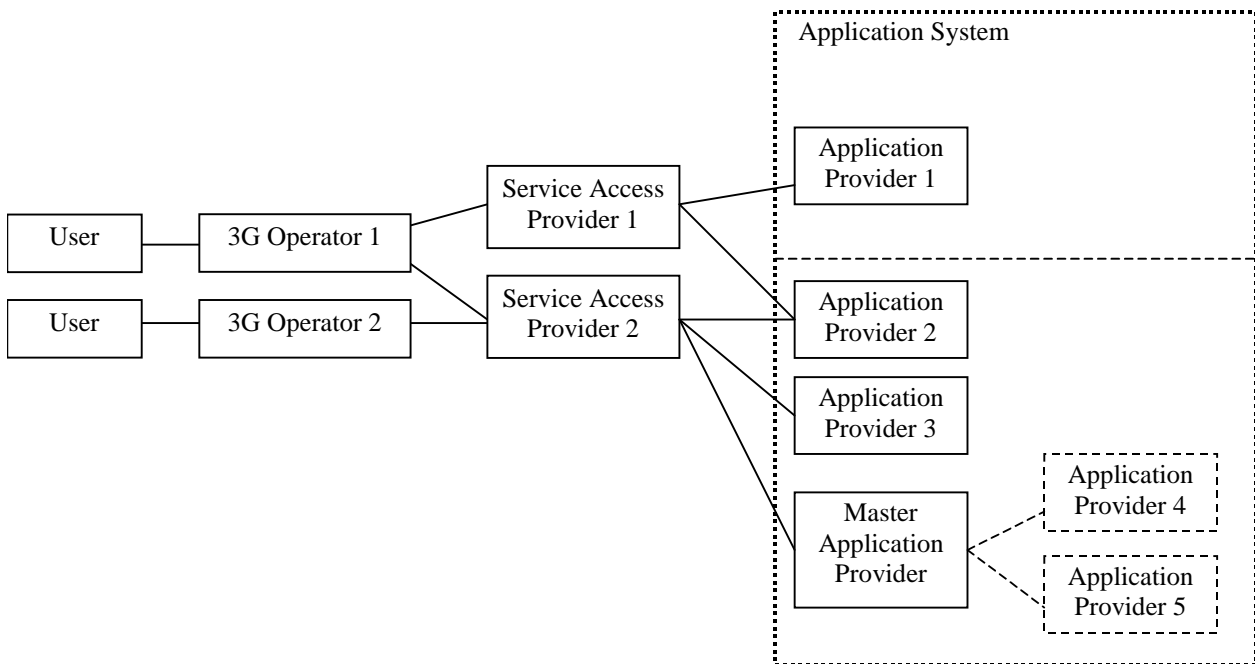 Application System
Application
Provider 1
Service Access
Provider 1
User
3G Operator 1
Service Access
Provider 2
User
3G Operator 2
Application
Provider 2
Application
Provider 3
Master
Application
Provider
Application
Provider 4
Application
Provider 5